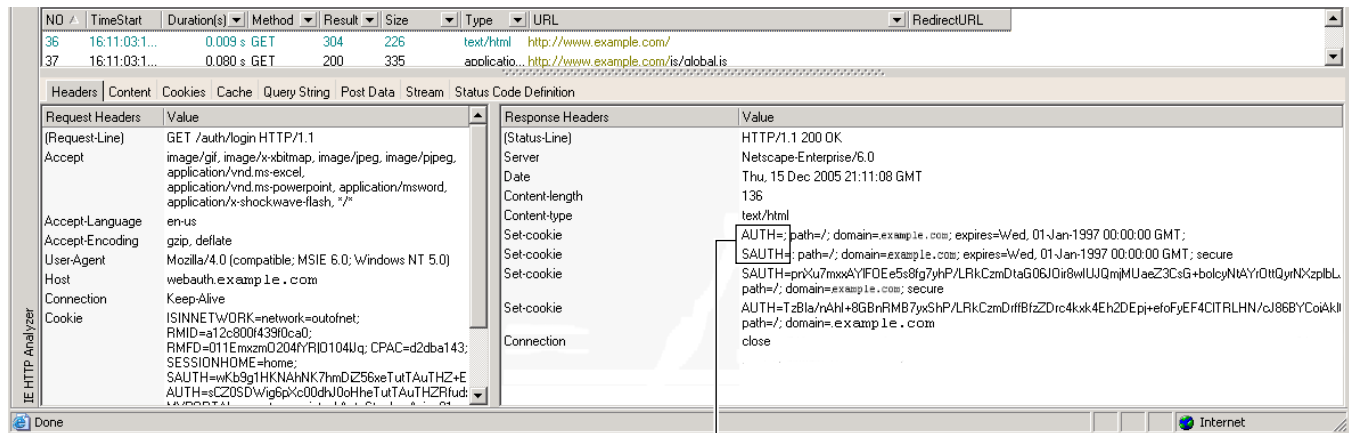 NO TimeStart Duration(s) Method Result Size Type URL RedirectURL
36 16:11:03:1... 0.009 s GET 304 226 text/html http://www.example.com/
37 16:11:03:1... 0.080 s GET 200 335 applicatio... http://www.example.com/js/global.js
Headers Content Cookies Cache Query String Post Data Stream Status Code Definition
Request Headers Value
(Request-Line) GET /auth/login HTTP/1.1
Accept image/gif, image/x-xbitmap, image/jpeg, image/pjpeg,
application/vnd.ms-excel,
application/vnd.ms-powerpoint, application/msword,
application/x-shockwave-flash, */*
Accept-Language en-us
Accept-Encoding gzip, deflate
User-Agent Mozilla/4.0 (compatible; MSIE 6.0; Windows NT 5.0)
Host webauth.example.com
Connection Keep-Alive
Cookie ISINNETWORK=network=outofnet;
RMID=a12c800f439f0ca0;
CPAC=d2dba143;
SESSIONHOME=home;
Response Headers Value
(Status-Line) HTTP/1.1 200 OK
Server Netscape-Enterprise/6.0
Date Thu, 15 Dec 2005 21:11:08 GMT
Content-length 136
Content-type text/html
Set-cookie AUTH=; path=/; domain=.example.com; expires=Wed, 01-Jan-1997 00:00:00 GMT;
Set-cookie SAUTH=; path=/; domain=.example.com; expires=Wed, 01-Jan-1997 00:00:00 GMT; secure
Set-cookie
path=/; domain=.example.com; secure
Set-cookie
path=/; domain=.example.com
Connection close
IE HTTP Analyzer
Done Internet